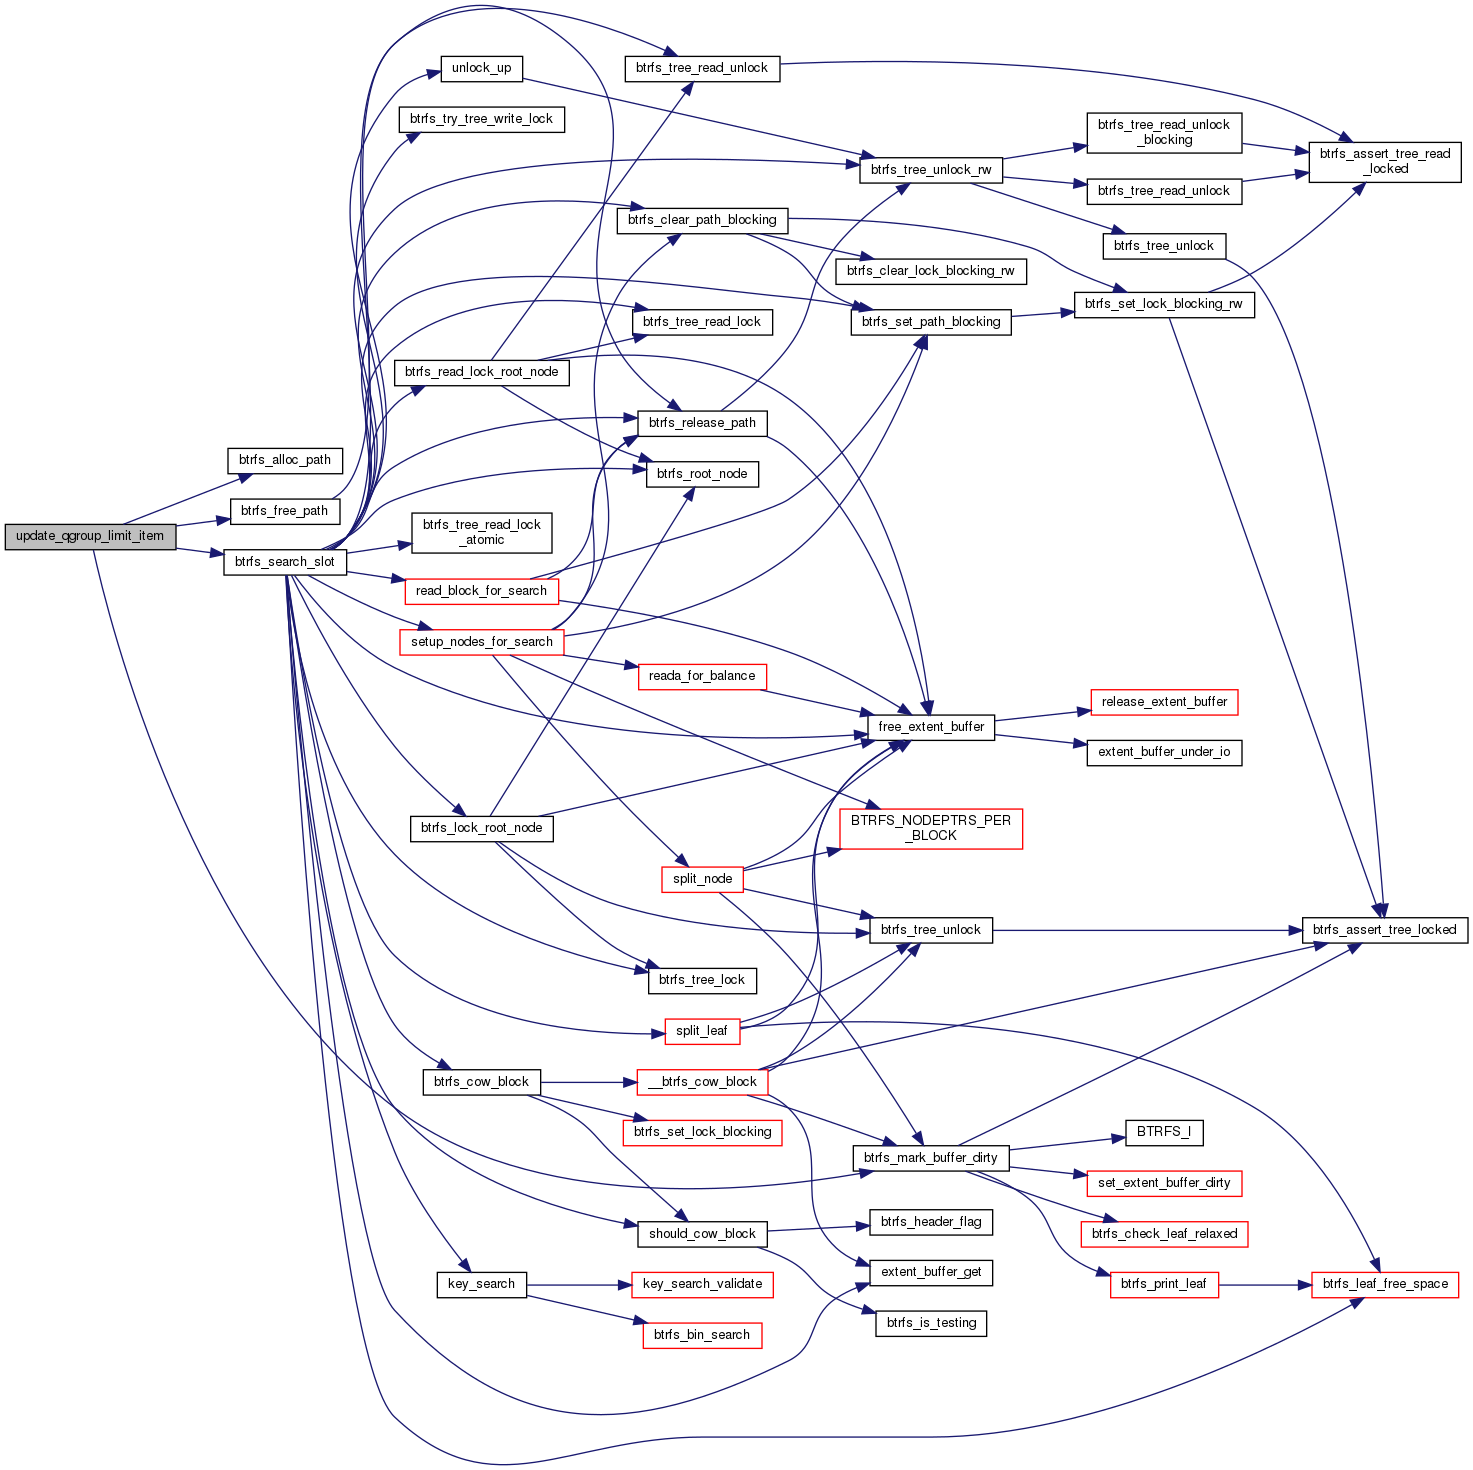 unlock_up
btrfs_tree_read_unlock
btrfs_try_tree_write_lock
btrfs_tree_read_unlock
_blocking
btrfs_assert_tree_read
_locked
btrfs_tree_unlock_rw
btrfs_tree_read_unlock
btrfs_clear_path_blocking
btrfs_tree_unlock
btrfs_clear_lock_blocking_rw
btrfs_set_lock_blocking_rw
btrfs_tree_read_lock
btrfs_set_path_blocking
btrfs_read_lock_root_node
btrfs_release_path
btrfs_alloc_path
btrfs_root_node
btrfs_free_path
btrfs_tree_read_lock
_atomic
update_qgroup_limit_item
btrfs_search_slot
read_block_for_search
setup_nodes_for_search
reada_for_balance
release_extent_buffer
free_extent_buffer
extent_buffer_under_io
btrfs_lock_root_node
BTRFS_NODEPTRS_PER
_BLOCK
split_node
btrfs_tree_unlock
btrfs_assert_tree_locked
btrfs_tree_lock
split_leaf
btrfs_cow_block
__btrfs_cow_block
btrfs_set_lock_blocking
BTRFS_I
btrfs_mark_buffer_dirty
set_extent_buffer_dirty
btrfs_header_flag
should_cow_block
btrfs_check_leaf_relaxed
extent_buffer_get
key_search
key_search_validate
btrfs_print_leaf
btrfs_leaf_free_space
btrfs_is_testing
btrfs_bin_search